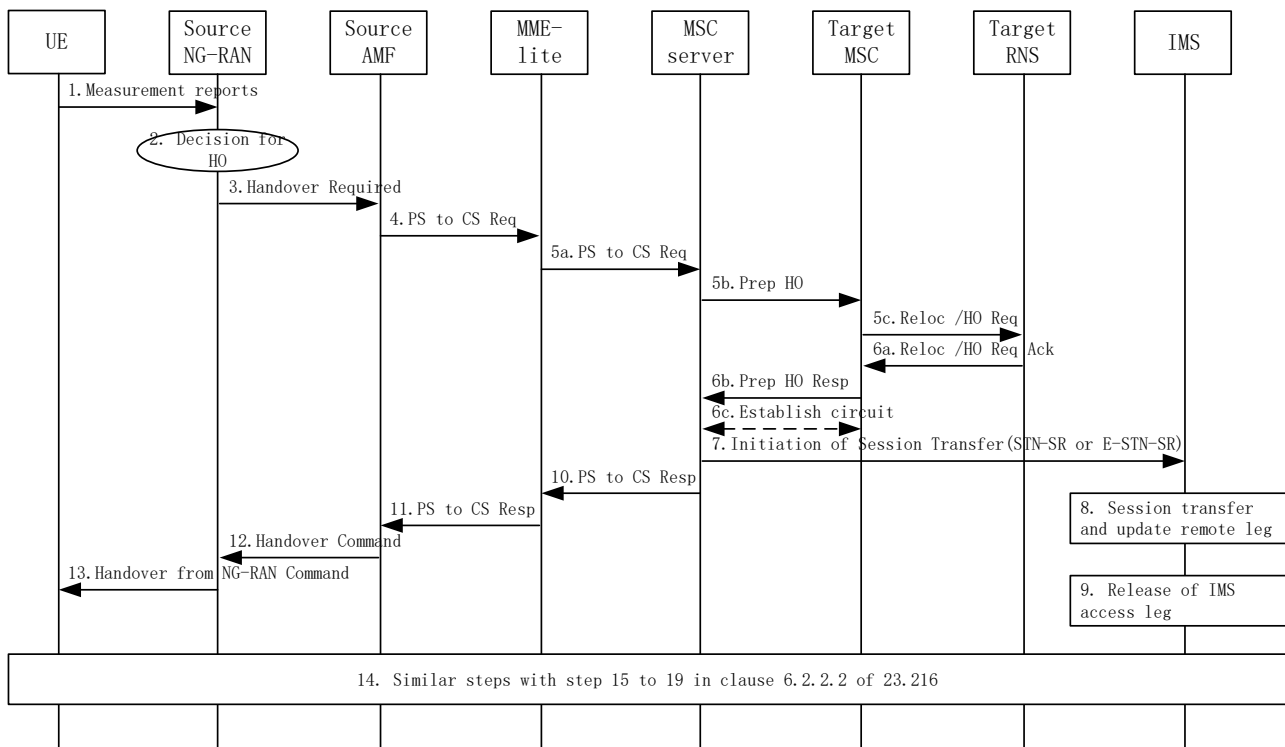 UE
Source
NG-RAN
Source
AMF
MME-
lite
MSC
server
Target
MSC
Target
RNS
IMS
1.Measurement reports
2. Decision for
HO
3.Handover Required
4.PS to CS Req
5a.PS to CS Req
5b.Prep HO
5c.Reloc /HO Req
6a.Reloc /HO Req Ack
6b.Prep HO Resp
6c.Establish circuit
7.Initiation of Session Transfer(STN-SR or E-STN-SR)
10.PS to CS Resp
8. Session transfer
and update remote leg
11.PS to CS Resp
12.Handover Command
13.Handover from NG-RAN Command
9. Release of IMS
access leg
14. Similar steps with step 15 to 19 in clause 6.2.2.2 of 23.216